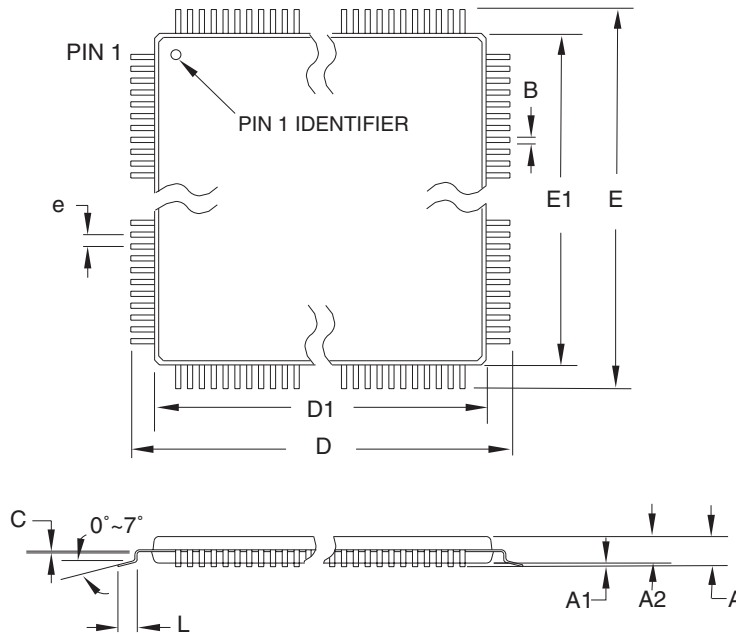 PIN 1
B
PIN 1 IDENTIFIER
e
E1
E
D1
D
C
0°~7°
L
A1
A2
A